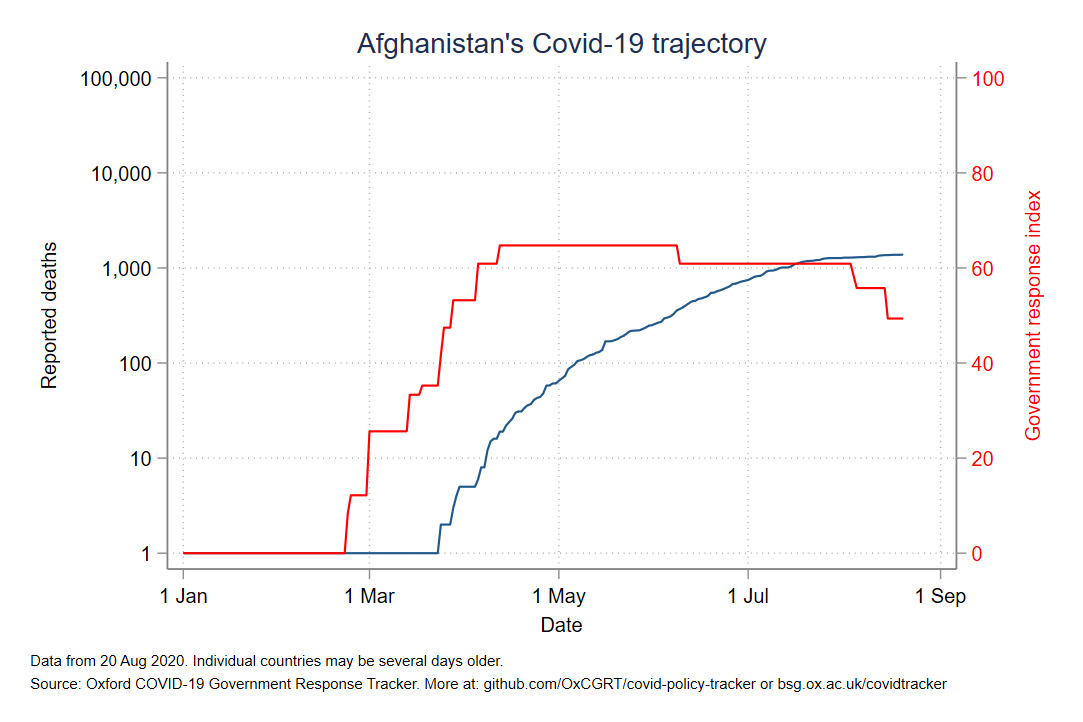 Afghanistan's Covid-19 trajectory
100,000
10,000
1,000
100
10
1
Reported deaths
100
80
60
40
20
0
Government response index
1 Jan 1 Mar 1 May 1 Jul 1 Sep
Date
Data from 20 Aug 2020. Individual countries may be several days older.
Source: Oxford COVID-19 Government Response Tracker. More at: github.com/OxCGRT/covid-policy-tracker or bsg.ox.ac.uk/covidtracker